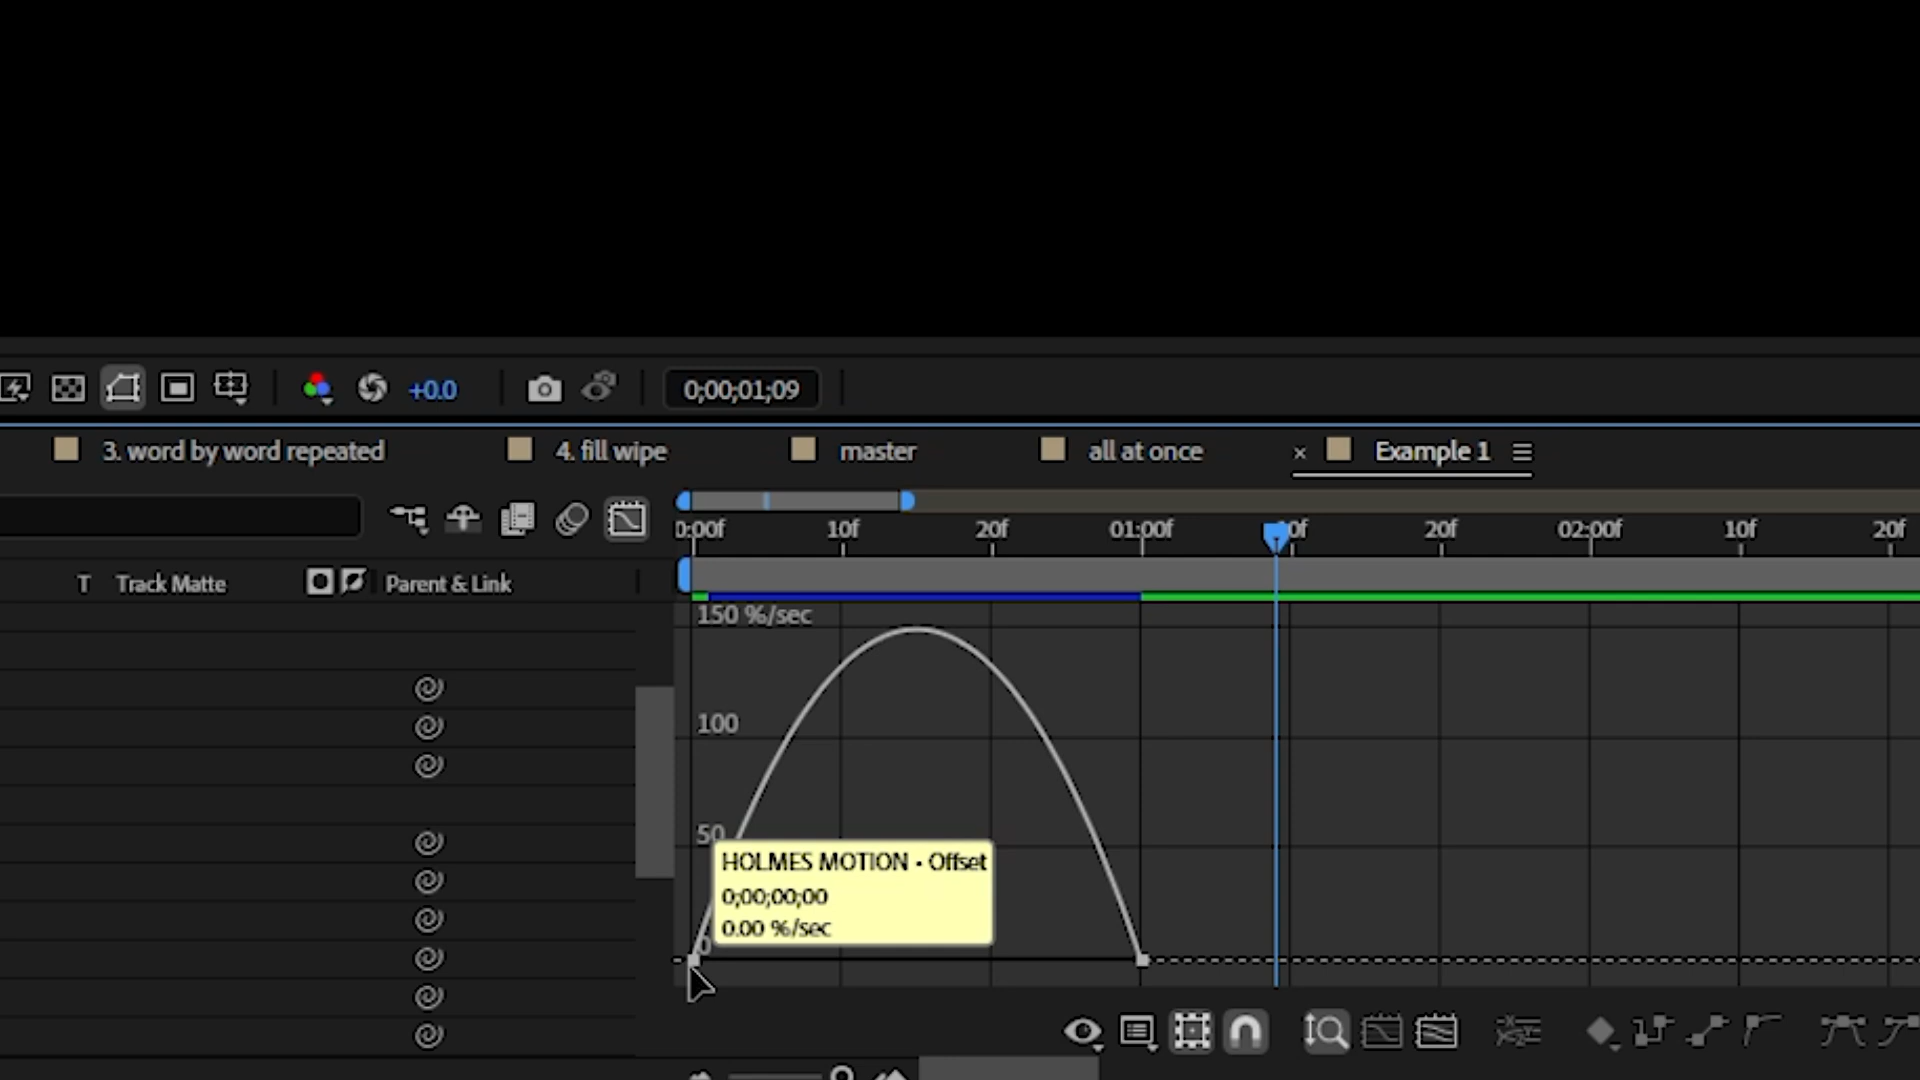 +0.0
0;00;01;09
3. word by word repeated
4. fill wipe
master
all at once
× Example 1
0:00f 10f 20f 01:00f 20f 02:00f 10f 20f
T Track Matte Parent & Link
150 %/sec
100
50
HOLMES MOTION • Offset
0;00;00;00
0.00 %/sec
0